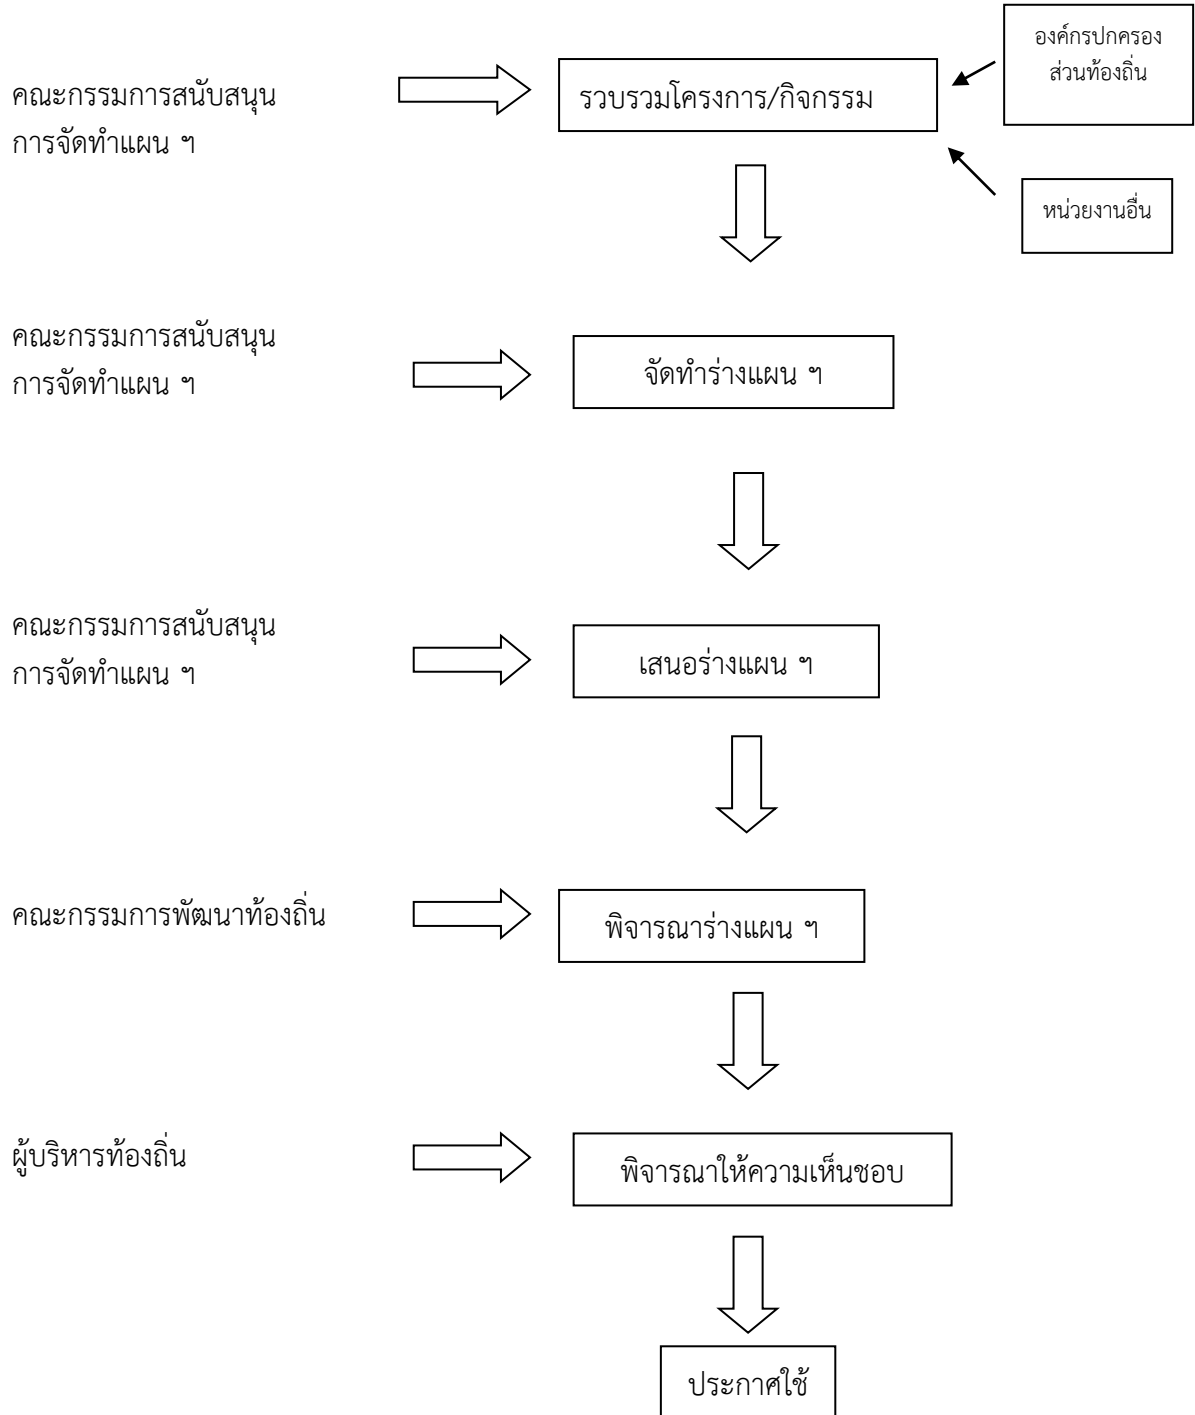 องค์กรปกครอง
ส่วนท้องถิ่น
คณะกรรมการสนับสนุน
การจัดทำแผน ฯ
รวบรวมโครงการ/กิจกรรม
หน่วยงานอื่น
คณะกรรมการสนับสนุน
การจัดทำแผน ฯ
จัดทำร่างแผน ฯ
คณะกรรมการสนับสนุน
การจัดทำแผน ฯ
เสนอร่างแผน ฯ
คณะกรรมการพัฒนาท้องถิ่น
พิจารณาร่างแผน ฯ
ผู้บริหารท้องถิ่น
พิจารณาให้ความเห็นชอบ
ประกาศใช้